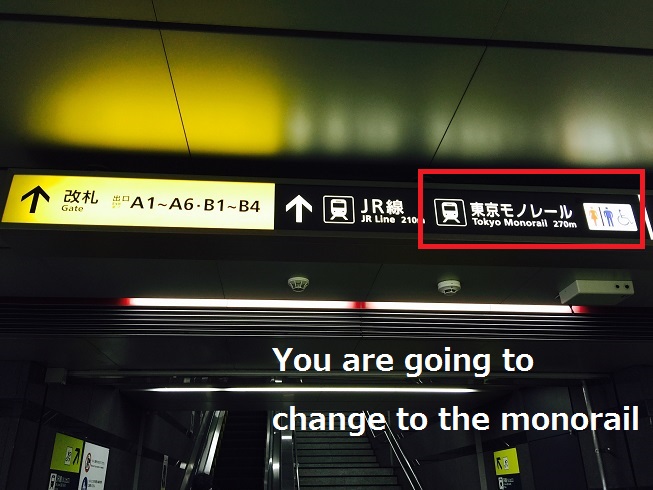 改札
Gate
出口
A1~A6・B1~B4
JR線
JR Line 210m
東京モノレール
Tokyo Monorail 270m
You are going to
change to the monorail